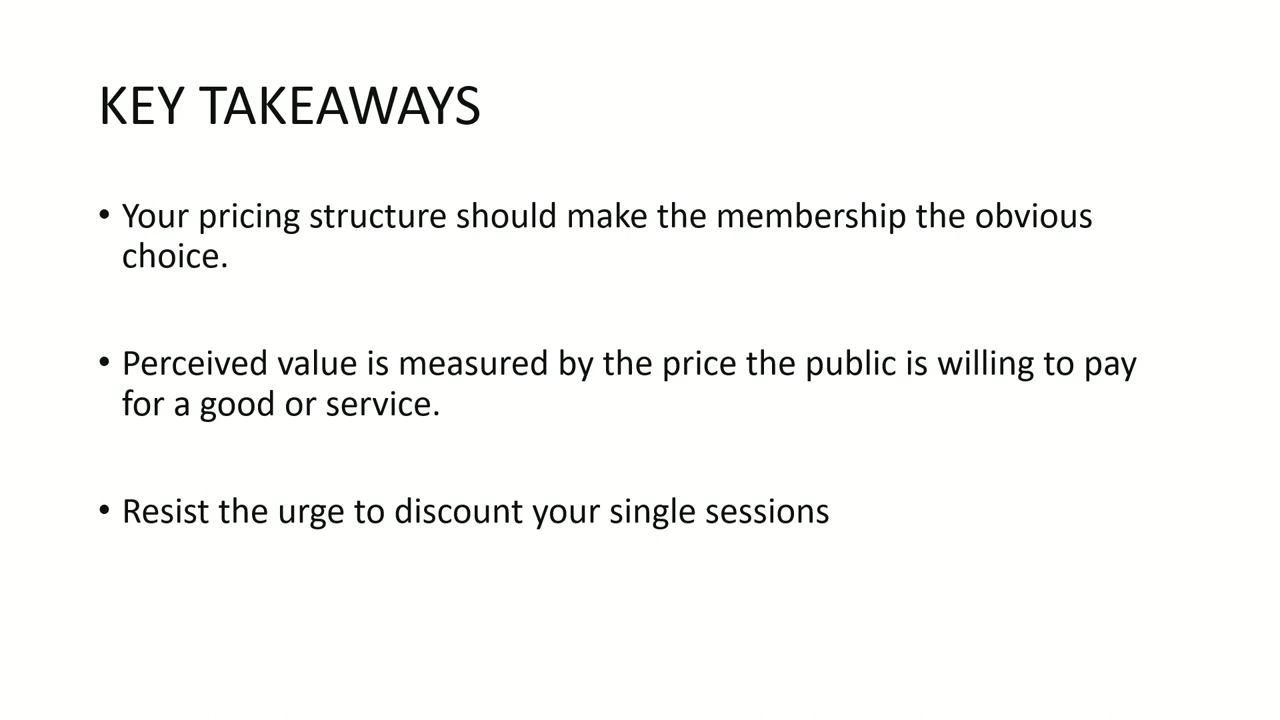 KEY TAKEAWAYS
• Your pricing structure should make the membership the obvious
choice.
• Perceived value is measured by the price the public is willing to pay
for a good or service.
• Resist the urge to discount your single sessions